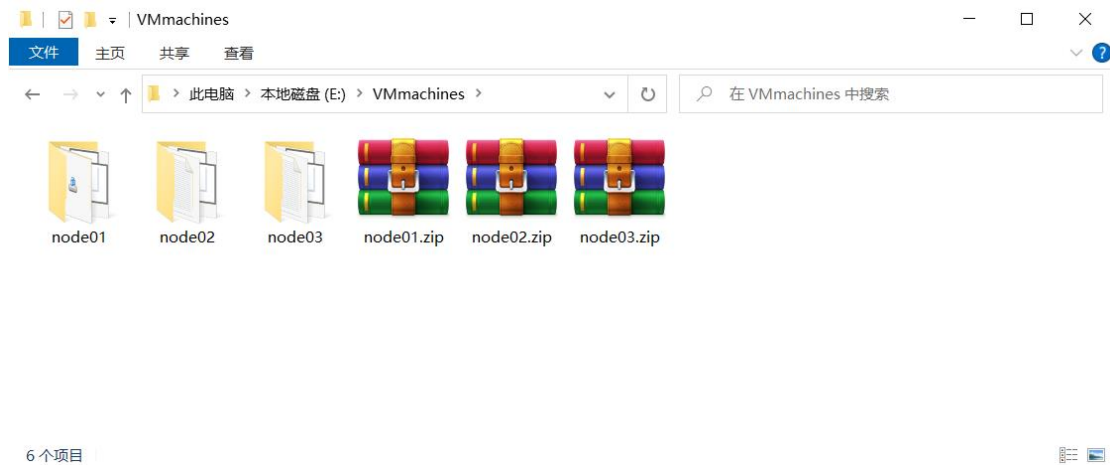 VMmachines
文件 主页 共享 查看
此电脑 本地磁盘 (E:) VMmachines 在 VMmachines 中搜索
node01 node02 node03 node01.zip node02.zip node03.zip
6 个项目